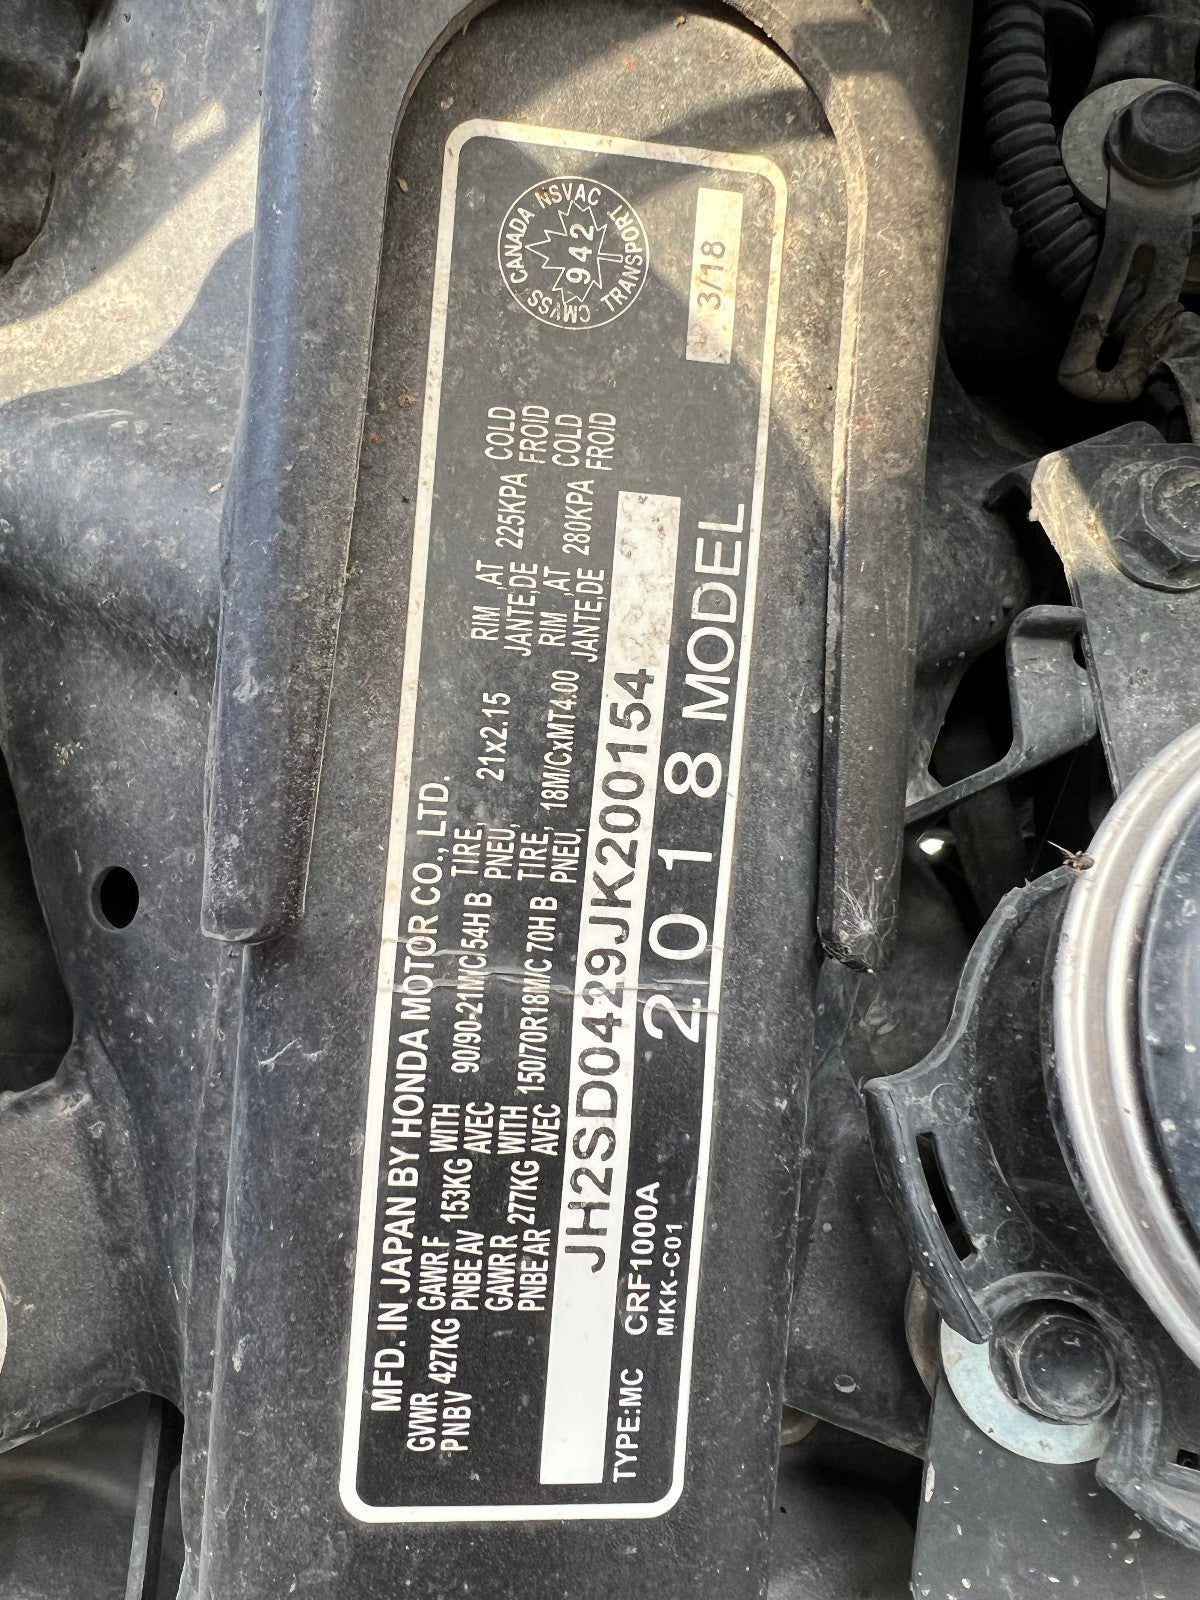 MFD. IN JAPAN BY HONDA MOTOR CO., LTD.
GVWR 427KG GAWR F 153KG WITH 90/90-21MC/54H B TIRE, 21x2.15 RIM ,AT 225KPA COLD
PNBV PNBE AV AVEC PNEU, JANTE,DE FROID
GAWR R 277KG WITH 150/70R18MC 70H B TIRE, 18M/CxMT4.00 RIM ,AT 280KPA COLD
PNBE AR AVEC PNEU, JANTE,DE FROID
JH2SD0429JK200154
TYPE:MC CRF1000A 2018 MODEL
MKK-C01
CMVSS CANADA NSVAC
942
TRANSPORT
3/18